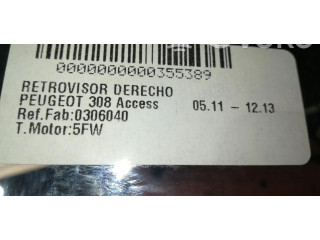 0000000000355389
RETROVISOR DERECHO
PEUGEOT 308 Access 05.11 - 12.13
Ref.Fab:0306040
T.Motor:5FW